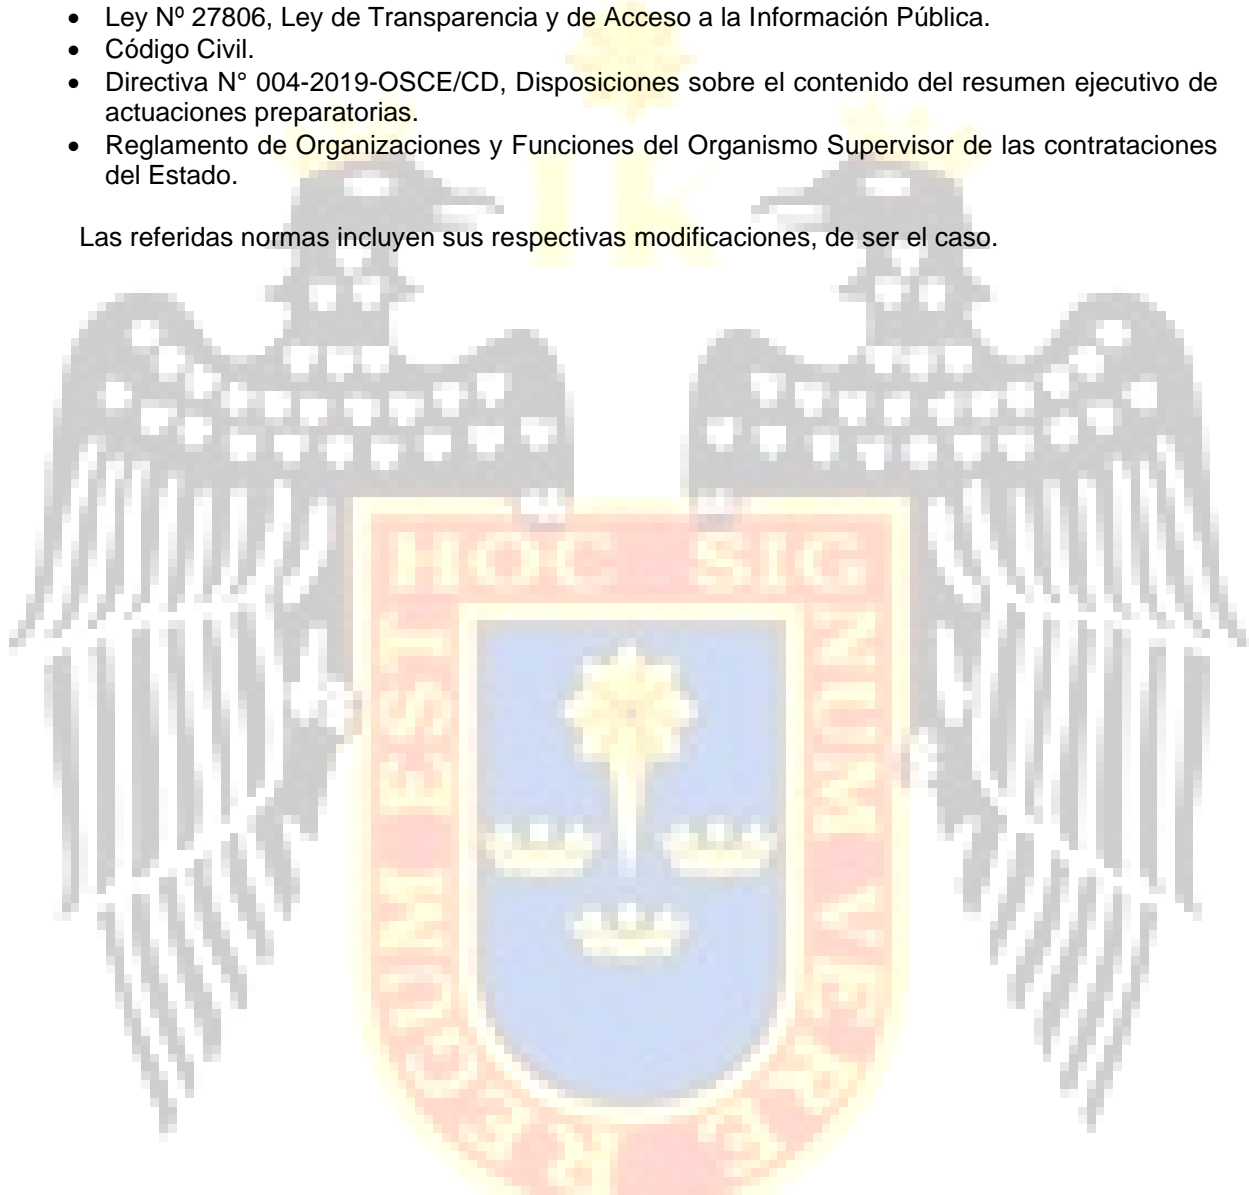 • Ley Nº 27806, Ley de Transparencia y de Acceso a la Información Pública.
• Código Civil.
• Directiva N° 004-2019-OSCE/CD, Disposiciones sobre el contenido del resumen ejecutivo de
actuaciones preparatorias.
• Reglamento de Organizaciones y Funciones del Organismo Supervisor de las contrataciones
del Estado.
Las referidas normas incluyen sus respectivas modificaciones, de ser el caso.
I K
HOC SIGNUM VERE REGUM EST